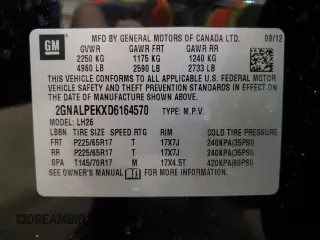 GM
MFD BY GENERAL MOTORS OF CANADA LTD. 09/12
GVWR GAWR FRT GAWR RR
2250 KG 1175 KG 1240 KG
4960 LB 2590 LB 2733 LB
THIS VEHICLE CONFORMS TO ALL APPLICABLE U.S. FEDERAL MOTOR
VEHICLE SAFETY AND THEFT PREVENTION STANDARDS IN EFFECT ON
THE DATE OF MANUFACTURE SHOWN ABOVE.
2GNALPEKXD6164570 TYPE: M.P.V.
MODEL: LH26
LBBN TIRE SIZE SPEED RTG RIM COLD TIRE PRESSURE
FRT P225/65R17 T 17X7J 240KPA(35PSI)
RR P225/65R17 T 17X7J 240KPA(35PSI)
SPA T145/70R17 M 17X4.5T 420KPA(60PSI)
SEE OWNER'S MANUAL FOR ADDITIONAL INFORMATION.